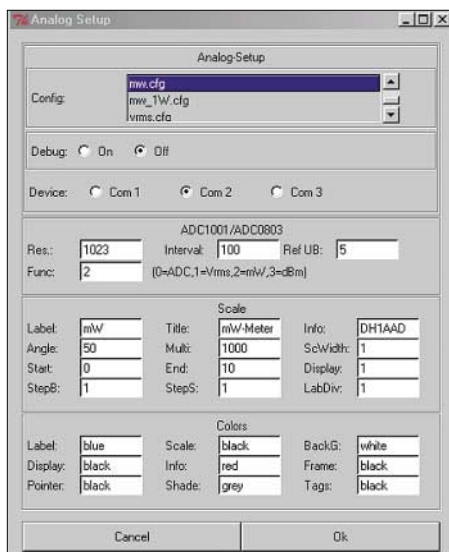 Analog Setup
Analog-Setup
Config:
mw.cfg
mw_1W.cfg
vrms.cfg
Debug: On Off
Device: Com 1 Com 2 Com 3
ADC1001/ADC0803
Res.: 1023 Interval: 100 Ref UB: 5
Func: 2 (0=ADC,1=Vrms,2=mW,3=dBm)
Scale
Label: mW Title: mW-Meter Info: DH1AAD
Angle: 50 Multi: 1000 ScWidth: 1
Start: 0 End: 10 Display: 1
StepB: 1 StepS: 1 LabDiv: 1
Colors
Label: blue Scale: black BackG: white
Display: black Info: red Frame: black
Pointer: black Shade: grey Tags: black
Cancel Ok